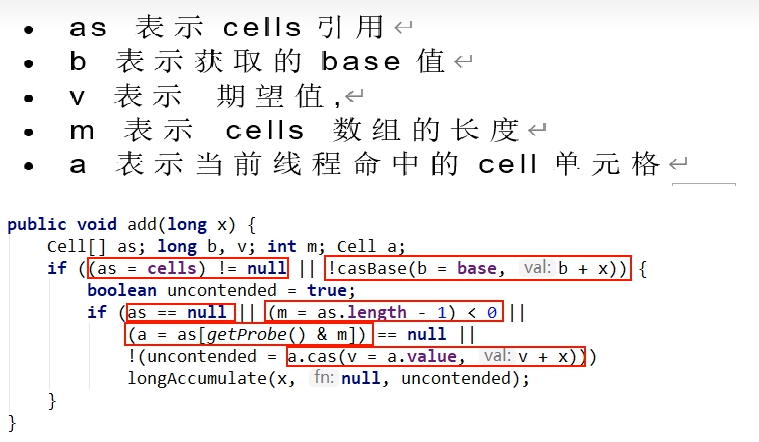 • as 表示 cells 引用↵
• b 表示获取的 base 值↵
• v 表示 期望值,↵
• m 表示 cells 数组的长度↵
• a 表示当前线程命中的 cell 单元格↵
public void add(long x) {
Cell[] as; long b, v; int m; Cell a;
if ((as = cells) != null || !casBase(b = base, val: b + x)) {
boolean uncontended = true;
if (as == null || (m = as.length - 1) < 0 ||
(a = as[getProbe() & m]) == null ||
!(uncontended = a.cas(v = a.value, val: v + x)))
longAccumulate(x, fn: null, uncontended);
}
}